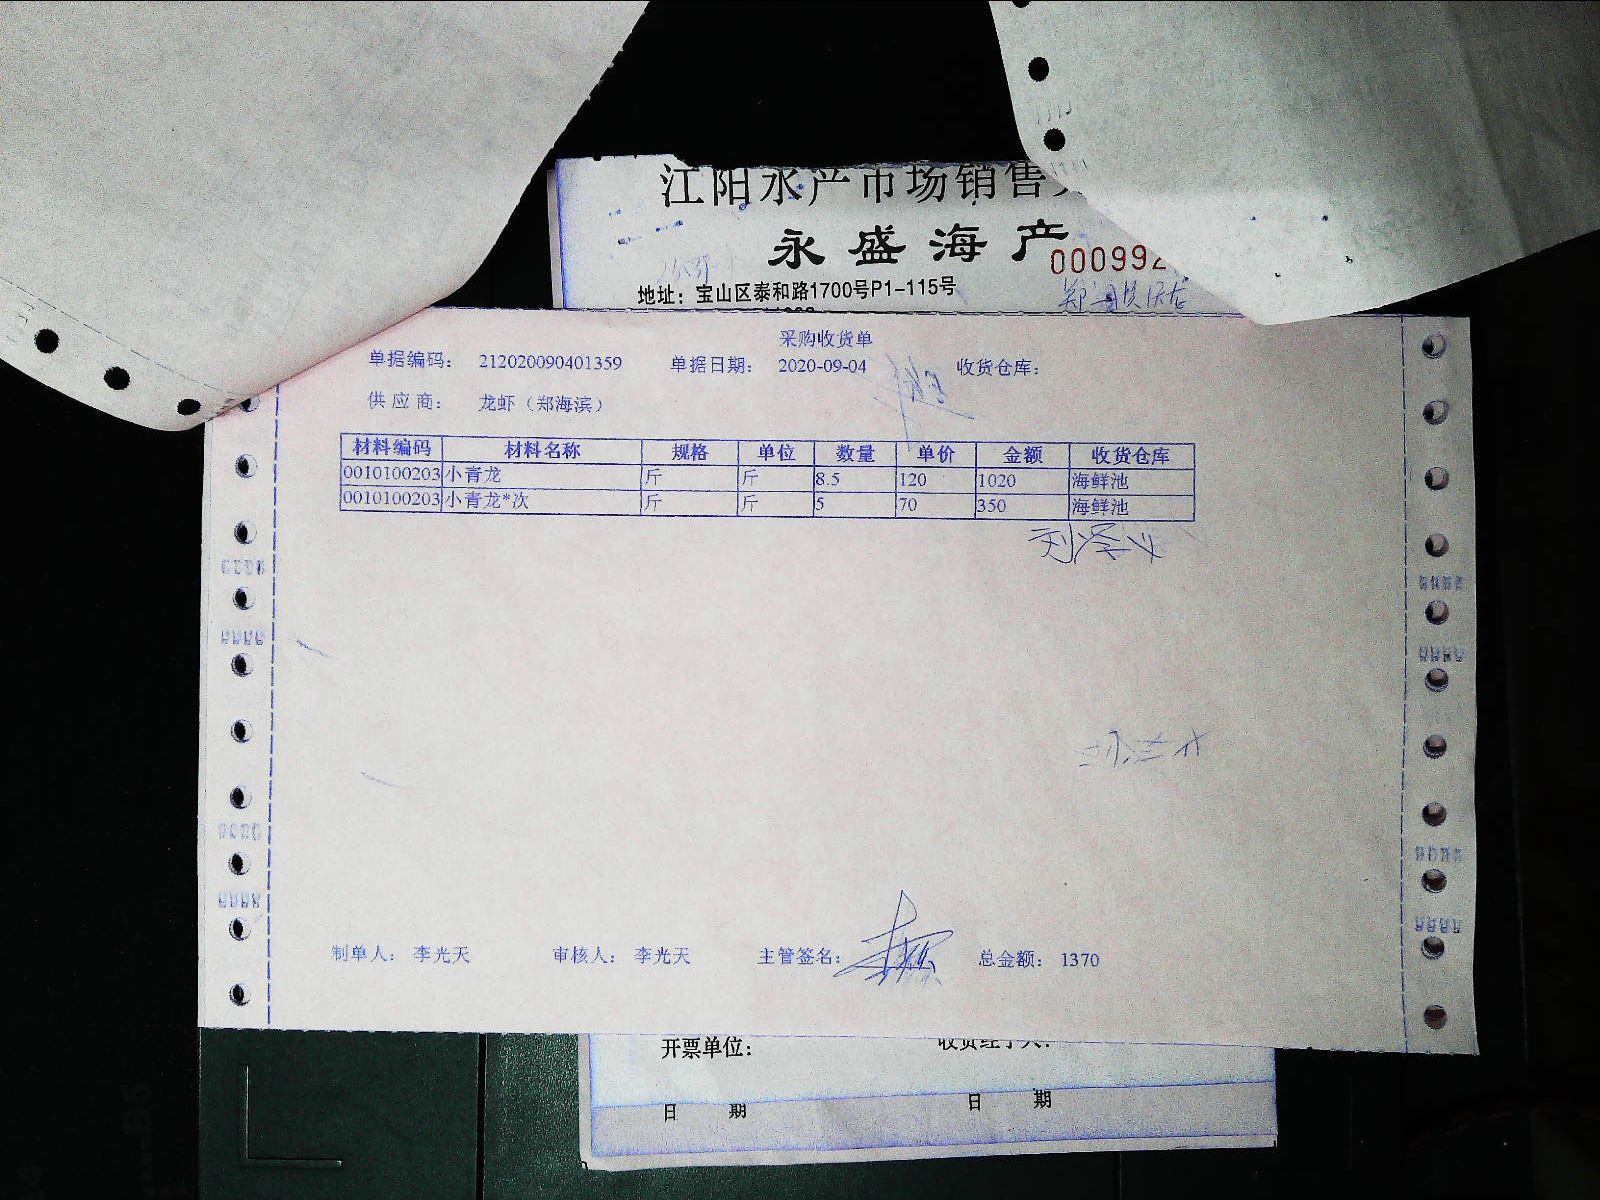 江阳水产市场销售
永盛海产
000992
地址：宝山区泰和路1700号P1-115号
采购收货单
单据编码： 212020090401359 单据日期： 2020-09-04 收货仓库：
供应商： 龙虾（郑海滨）
材料编码 材料名称 规格 单位 数量 单价 金额 收货仓库
0010100203 小青龙 斤 斤 8.5 120 1020 海鲜池
0010100203 小青龙*次 斤 斤 5 70 350 海鲜池
制单人： 李光天 审核人： 李光天 主管签名： 总金额： 1370
开票单位： 收货经手人：
日 期 日 期